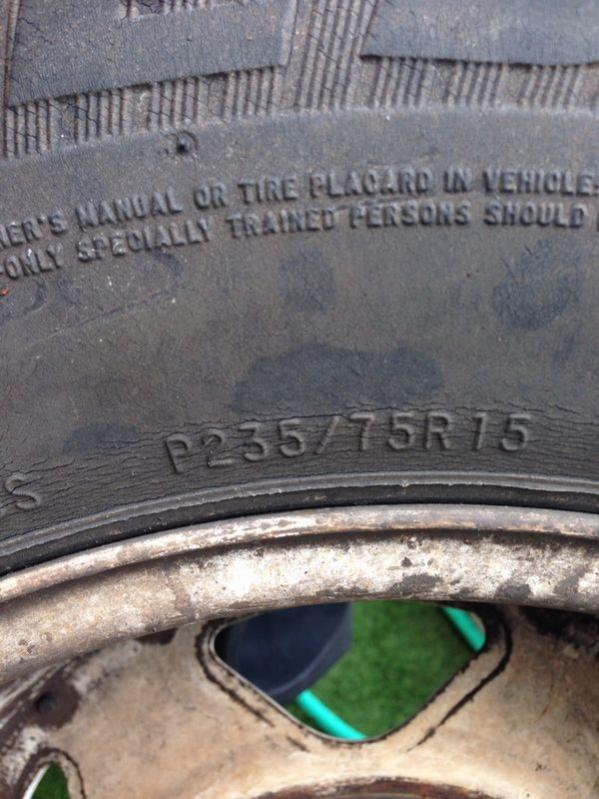 NER'S MANUAL OR TIRE PLACARD IN VEHICLE.
-ONLY SPECIALLY TRAINED PERSONS SHOULD
S P235/75R15